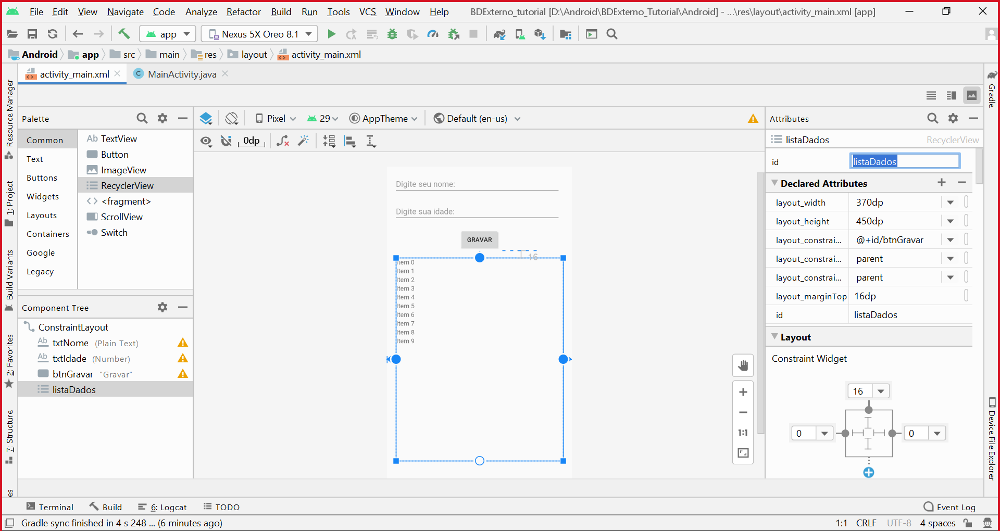 File Edit View Navigate Code Analyze Refactor Build Run Tools VCS Window Help BDExterno_tutorial [D:\Android\BDExterno_Tutorial\Android] - ...\res\layout\activity_main.xml [app]
app Nexus 5X Oreo 8.1
Android app src main res layout activity_main.xml
activity_main.xml MainActivity.java
Resource Manager
1: Project
Build Variants
2: Favorites
7: Structure
es
Palette
Common
Text
Buttons
Widgets
Layouts
Containers
Google
Legacy
Ab TextView
Button
ImageView
RecyclerView
<> <fragment>
ScrollView
Switch
Component Tree
ConstraintLayout
Ab txtNome (Plain Text)
Ab txtIdade (Number)
btnGravar "Gravar"
listaDados
Pixel 29 AppTheme Default (en-us)
0dp
Digite seu nome:
Digite sua idade:
GRAVAR
16
Item 0
Item 1
Item 2
Item 3
Item 4
Item 5
Item 6
Item 7
Item 8
Item 9
1:1
Attributes
listaDados RecyclerView
id listaDados
Declared Attributes
layout_width 370dp
layout_height 450dp
layout_constrai... @+id/btnGravar
layout_constrai... parent
layout_constrai... parent
layout_marginTop 16dp
id listaDados
Layout
Constraint Widget
16
0 0
Gradle
Device File Explorer
Terminal Build 6: Logcat TODO Event Log
Gradle sync finished in 4 s 248 ... (6 minutes ago) 1:1 CRLF UTF-8 4 spaces